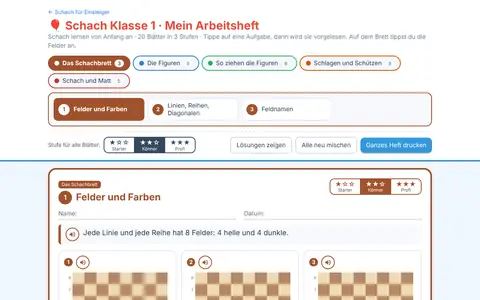 ← Schach für Einsteiger
Schach Klasse 1 · Mein Arbeitsheft
Schach lernen von Anfang an · 20 Blätter in 3 Stufen · Tippe auf eine Aufgabe, dann wird sie vorgelesen. Auf dem Brett tippst du die
Felder an.
Das Schachbrett 3
Die Figuren
So ziehen die Figuren
Schlagen und Schützen
Schach und Matt
1 Felder und Farben
2 Linien, Reihen,
Diagonalen
3 Feldnamen
Stufe für alle Blätter:
★☆☆ Starter
★★☆ Könner
★★★ Profi
Lösungen zeigen
Alle neu mischen
Ganzes Heft drucken
Das Schachbrett
1 Felder und Farben
★☆☆ Starter
★★☆ Könner
★★★ Profi
Name:
Datum:
Jede Linie und jede Reihe hat 8 Felder: 4 helle und 4 dunkle.
1
2
3